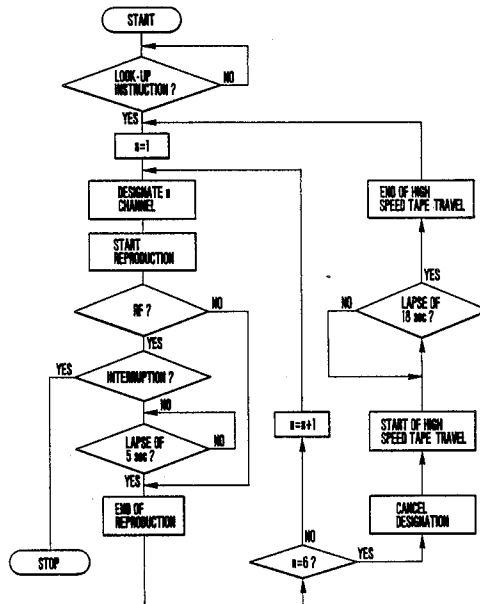 START
LOOK-UP
INSTRUCTION ?
NO
YES
n=1
DESIGNATE n
CHANNEL
START
REPRODUCTION
RF ?
NO
YES
INTERRUPTION ?
YES
NO
LAPSE OF
5 sec ?
NO
YES
END OF
REPRODUCTION
STOP
n=n+1
NO
n=6 ?
YES
CANCEL
DESIGNATION
START OF HIGH
SPEED TAPE TRAVEL
LAPSE OF
18 sec ?
NO
YES
END OF HIGH
SPEED TAPE TRAVEL